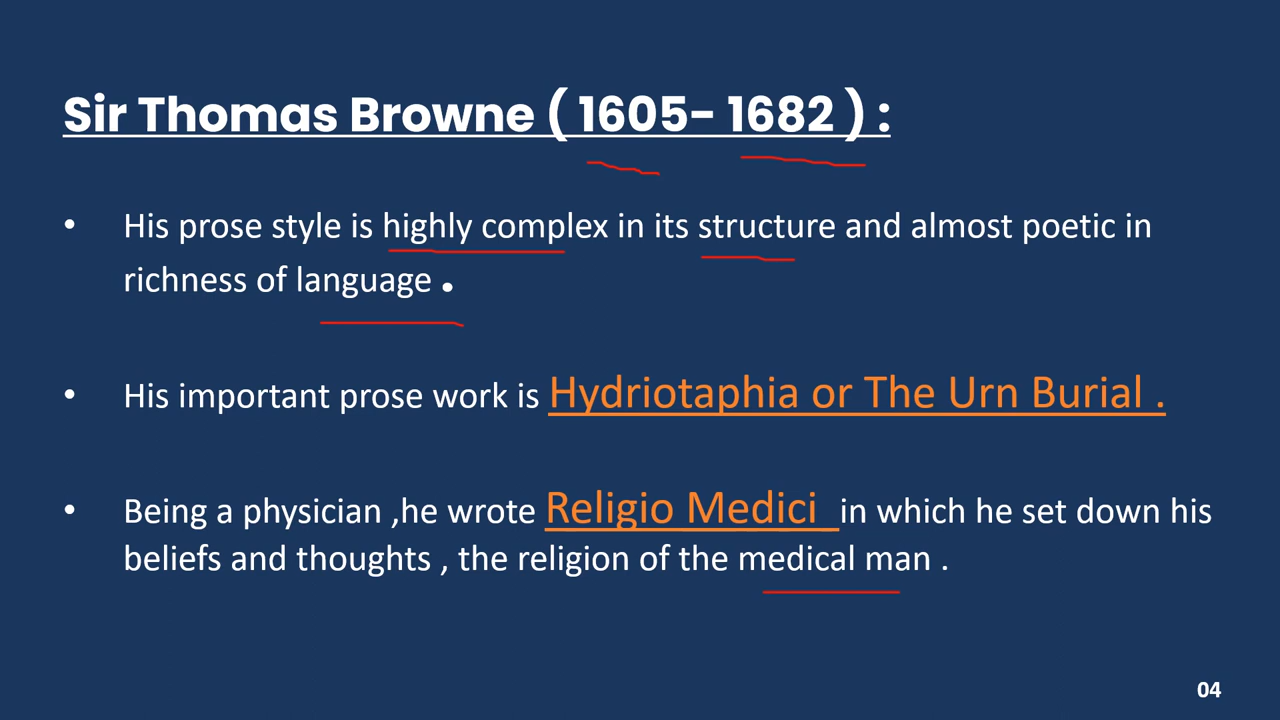 Sir Thomas Browne ( 1605- 1682 ) :
• His prose style is highly complex in its structure and almost poetic in
richness of language .
• His important prose work is Hydriotaphia or The Urn Burial .
• Being a physician ,he wrote Religio Medici in which he set down his
beliefs and thoughts , the religion of the medical man .
04